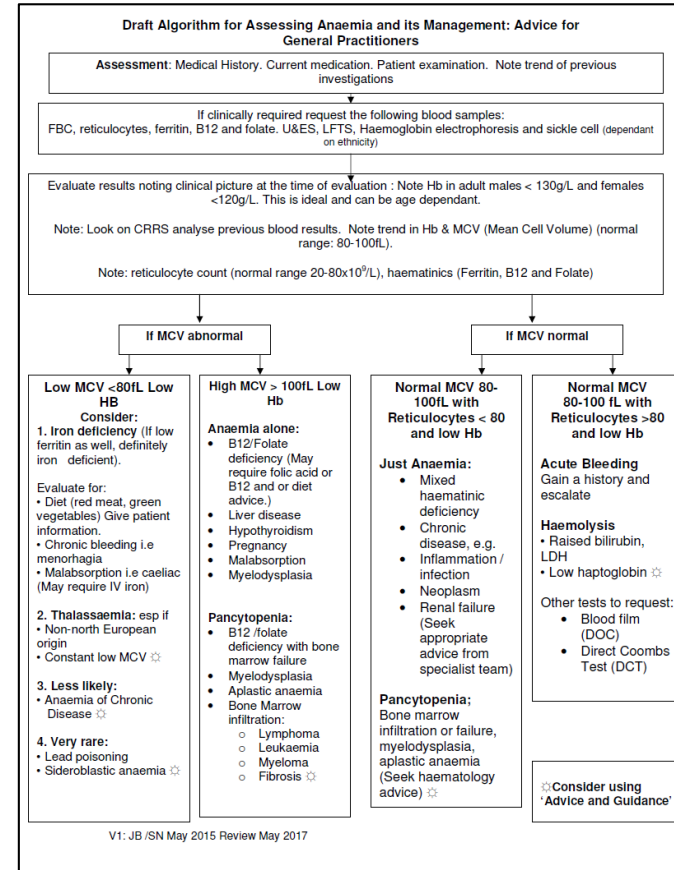 Draft Algorithm for Assessing Anaemia and its Management: Advice for
General Practitioners
Assessment: Medical History. Current medication. Patient examination. Note trend of previous
investigations
If clinically required request the following blood samples:
FBC, reticulocytes, ferritin, B12 and folate. U&ES, LFTS, Haemoglobin electrophoresis and sickle cell (dependant
on ethnicity)
Evaluate results noting clinical picture at the time of evaluation : Note Hb in adult males < 130g/L and females
<120g/L. This is ideal and can be age dependant.
Note: Look on CRRS analyse previous blood results. Note trend in Hb & MCV (Mean Cell Volume) (normal
range: 80-100fL).
Note: reticulocyte count (normal range 20-80x10⁹/L), haematinics (Ferritin, B12 and Folate)
If MCV abnormal
If MCV normal
Low MCV <80fL Low
HB
Consider:
1. Iron deficiency (If low
ferritin as well, definitely
iron deficient).
Evaluate for:
• Diet (red meat, green
vegetables) Give patient
information.
• Chronic bleeding i.e
menorhagia
• Malabsorption i.e caeliac
(May require IV iron)
2. Thalassaemia: esp if
• Non-north European
origin
• Constant low MCV ☼
3. Less likely:
• Anaemia of Chronic
Disease ☼
4. Very rare:
• Lead poisoning
• Sideroblastic anaemia ☼
High MCV > 100fL Low
Hb
Anaemia alone:
• B12/Folate
deficiency (May
require folic acid or
B12 and or diet
advice.)
• Liver disease
• Hypothyroidism
• Pregnancy
• Malabsorption
• Myelodysplasia
Pancytopenia:
• B12 /folate
deficiency with bone
marrow failure
• Myelodysplasia
• Aplastic anaemia
• Bone Marrow
infiltration:
o Lymphoma
o Leukaemia
o Myeloma
o Fibrosis ☼
Normal MCV 80-
100fL with
Reticulocytes < 80
and low Hb
Just Anaemia:
• Mixed
haematinic
deficiency
• Chronic
disease, e.g.
• Inflammation /
infection
• Neoplasm
• Renal failure
(Seek
appropriate
advice from
specialist team)
Pancytopenia;
Bone marrow
infiltration or failure,
myelodysplasia,
aplastic anaemia
(Seek haematology
advice) ☼
Normal MCV
80-100 fL with
Reticulocytes >80
and low Hb
Acute Bleeding
Gain a history and
escalate
Haemolysis
• Raised bilirubin,
LDH
• Low haptoglobin ☼
Other tests to request:
• Blood film
(DOC)
• Direct Coombs
Test (DCT)
☼Consider using
'Advice and Guidance'
V1: JB /SN May 2015 Review May 2017